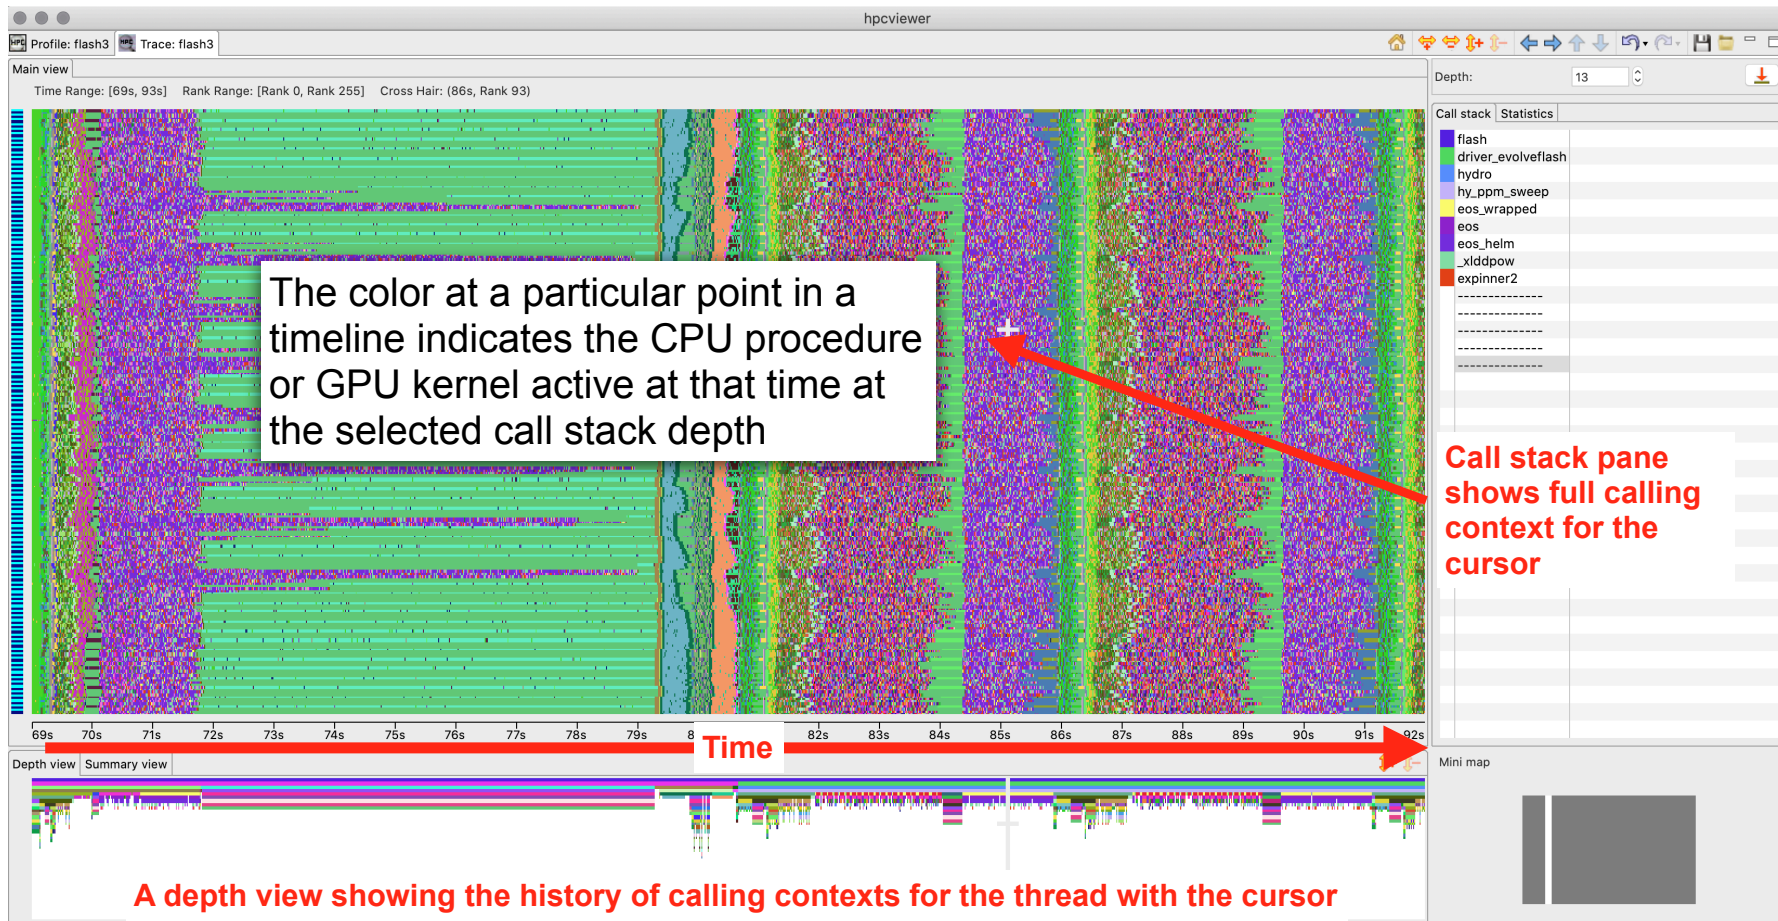 hpcviewer
Profile: flash3 Trace: flash3
Main view
Time Range: [69s, 93s] Rank Range: [Rank 0, Rank 255] Cross Hair: (86s, Rank 93)
Depth: 13
Call stack Statistics
flash
driver_evolveflash
hydro
hy_ppm_sweep
eos_wrapped
eos
eos_helm
_xlddpow
expinner2
--------------
--------------
--------------
--------------
--------------
The color at a particular point in a
timeline indicates the CPU procedure
or GPU kernel active at that time at
the selected call stack depth
Call stack pane
shows full calling
context for the
cursor
69s 70s 71s 72s 73s 74s 75s 76s 77s 78s 79s 82s 83s 84s 85s 86s 87s 88s 89s 90s 91s 92s
Time
Depth view Summary view
Mini map
A depth view showing the history of calling contexts for the thread with the cursor